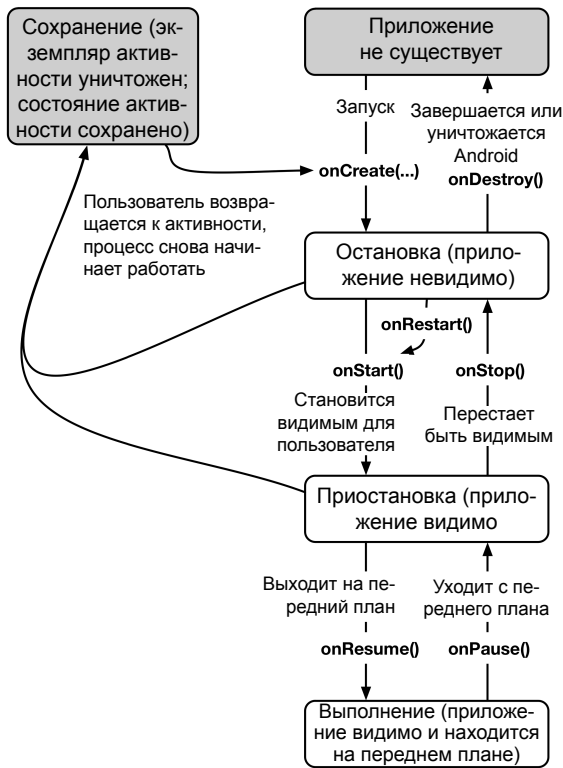 Сохранение (эк-
земпляр актив-
ности уничтожен;
состояние актив-
ности сохранено)
Приложение
не существует
Запуск
Завершается или
уничтожается
Android
onCreate(...)
onDestroy()
Пользователь возвра-
щается к активности,
процесс снова начи-
нает работать
Остановка (прило-
жение невидимо)
onRestart()
onStart()
onStop()
Становится
видимым для
пользователя
Перестает
быть видимым
Приостановка (прило-
жение видимо
Выходит на пе-
редний план
Уходит с пе-
реднего плана
onResume()
onPause()
Выполнение (приложе-
ние видимо и находится
на переднем плане)